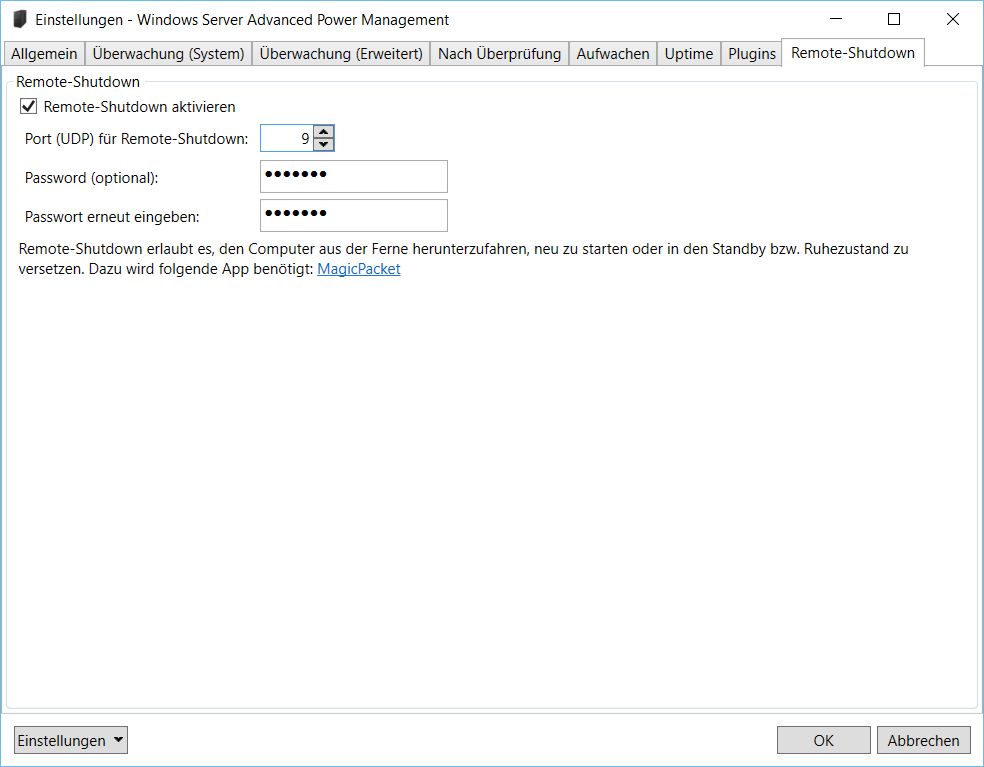 Einstellungen - Windows Server Advanced Power Management
Allgemein Überwachung (System) Überwachung (Erweitert) Nach Überprüfung Aufwachen Uptime Plugins Remote-Shutdown
Remote-Shutdown
Remote-Shutdown aktivieren
Port (UDP) für Remote-Shutdown: 9
Password (optional): •••••••
Passwort erneut eingeben: •••••••
Remote-Shutdown erlaubt es, den Computer aus der Ferne herunterzufahren, neu zu starten oder in den Standby bzw. Ruhezustand zu
versetzen. Dazu wird folgende App benötigt: MagicPacket
Einstellungen OK Abbrechen